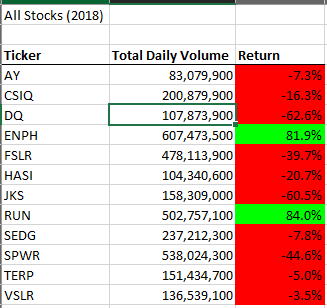 All Stocks (2018)
Ticker Total Daily Volume Return
AY 83,079,900 -7.3%
CSIQ 200,879,900 -16.3%
DQ 107,873,900 -62.6%
ENPH 607,473,500 81.9%
FSLR 478,113,900 -39.7%
HASI 104,340,600 -20.7%
JKS 158,309,000 -60.5%
RUN 502,757,100 84.0%
SEDG 237,212,300 -7.8%
SPWR 538,024,300 -44.6%
TERP 151,434,700 -5.0%
VSLR 136,539,100 -3.5%